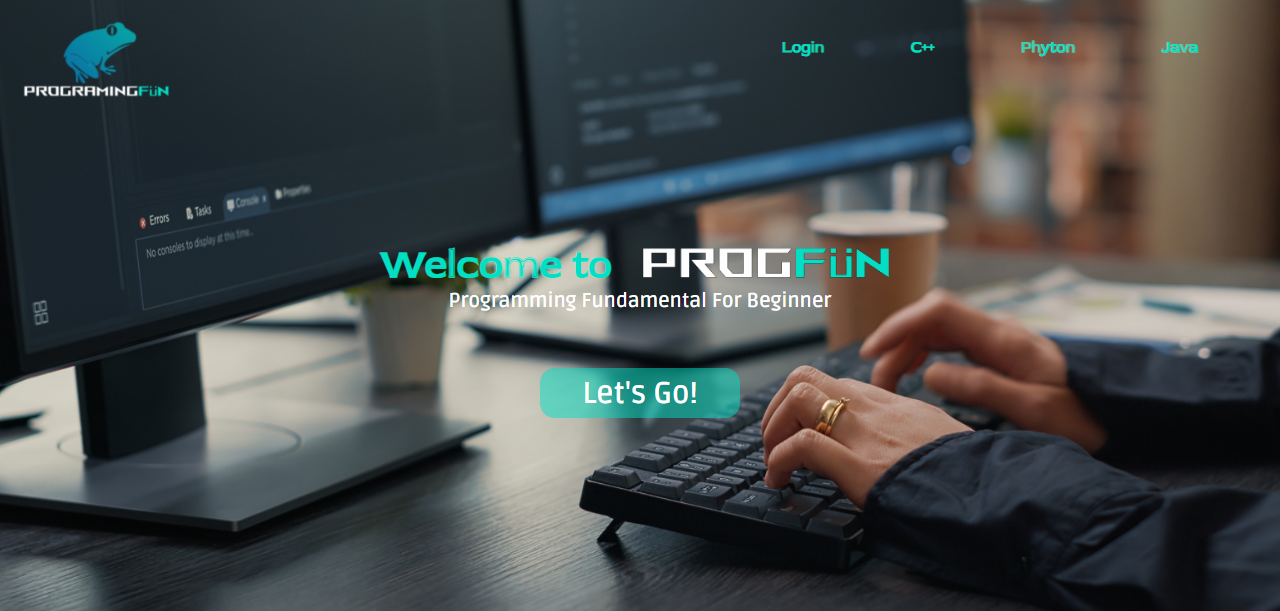 PROGRAMINGFüN
Login
C++
Phyton
Java
Errors
Tasks
Console
Properties
No consoles to display at this time..
Welcome to PROGFüN
Programming Fundamental For Beginner
Let's Go!